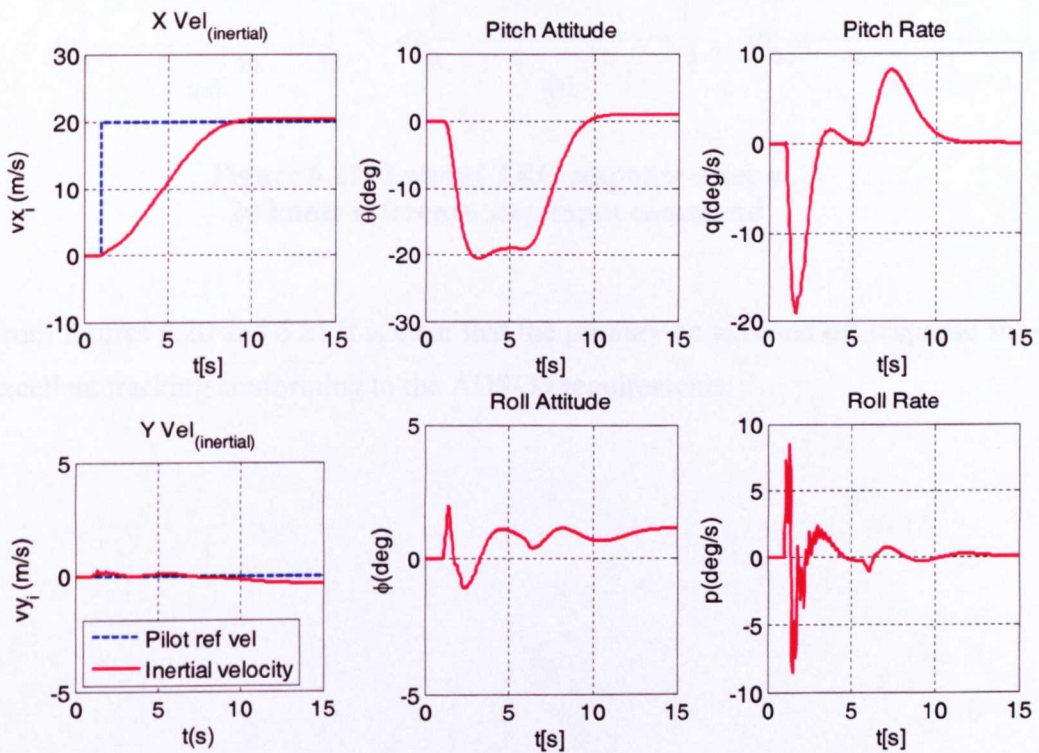 X Vel(inertial)
30
20
10
0
-10
vx_i (m/s)
0 5 10 15
t[s]
Pitch Attitude
10
0
-10
-20
-30
θ(deg)
0 5 10 15
t[s]
Pitch Rate
10
0
-10
-20
q(deg/s)
0 5 10 15
t[s]
Y Vel(inertial)
5
0
-5
vy_i (m/s)
Pilot ref vel
Inertial velocity
0 5 10 15
t(s)
Roll Attitude
5
0
-5
ϕ(deg)
0 5 10 15
t[s]
Roll Rate
10
5
0
-5
-10
p(deg/s)
0 5 10 15
t[s]